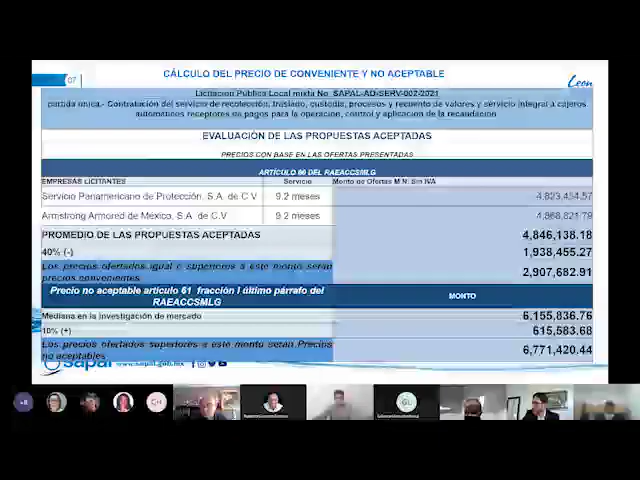 07
CÁLCULO DEL PRECIO DE CONVENIENTE Y NO ACEPTABLE
León
Licitación Pública Local mixta No. SAPAL-AD-SERV-002/2021
partida única.- Contratación del servicio de recolección, traslado, custodia, procesos y recuento de valores y servicio integral a cajeros
automáticos receptores de pagos para la operación, control y aplicación de la recaudación
EVALUACIÓN DE LAS PROPUESTAS ACEPTADAS
PRECIOS CON BASE EN LAS OFERTAS PRESENTADAS
ARTÍCULO 66 DEL RAEACCSMLG
EMPRESAS LICITANTES Servicio Monto de Ofertas M.N. Sin IVA
Servicio Panamericano de Protección, S.A. de C.V 9.2 meses 4,823,454.57
Armstrong Armored de México, S.A. de C.V 9.2 meses 4,868,821.79
PROMEDIO DE LAS PROPUESTAS ACEPTADAS 4,846,138.18
40% (-) 1,938,455.27
Los precios ofertados igual o superiores a este monto serán
precios convenientes 2,907,682.91
Precio no aceptable artículo 61 fracción I último párrafo del
RAEACCSMLG MONTO
Mediana en la investigación de mercado 6,155,836.76
10% (+) 615,583.68
Los precios ofertados superiores a este monto serán Precios
no aceptables 6,771,420.44
sapal www.sapal.gob.mx
+8
CH
GL